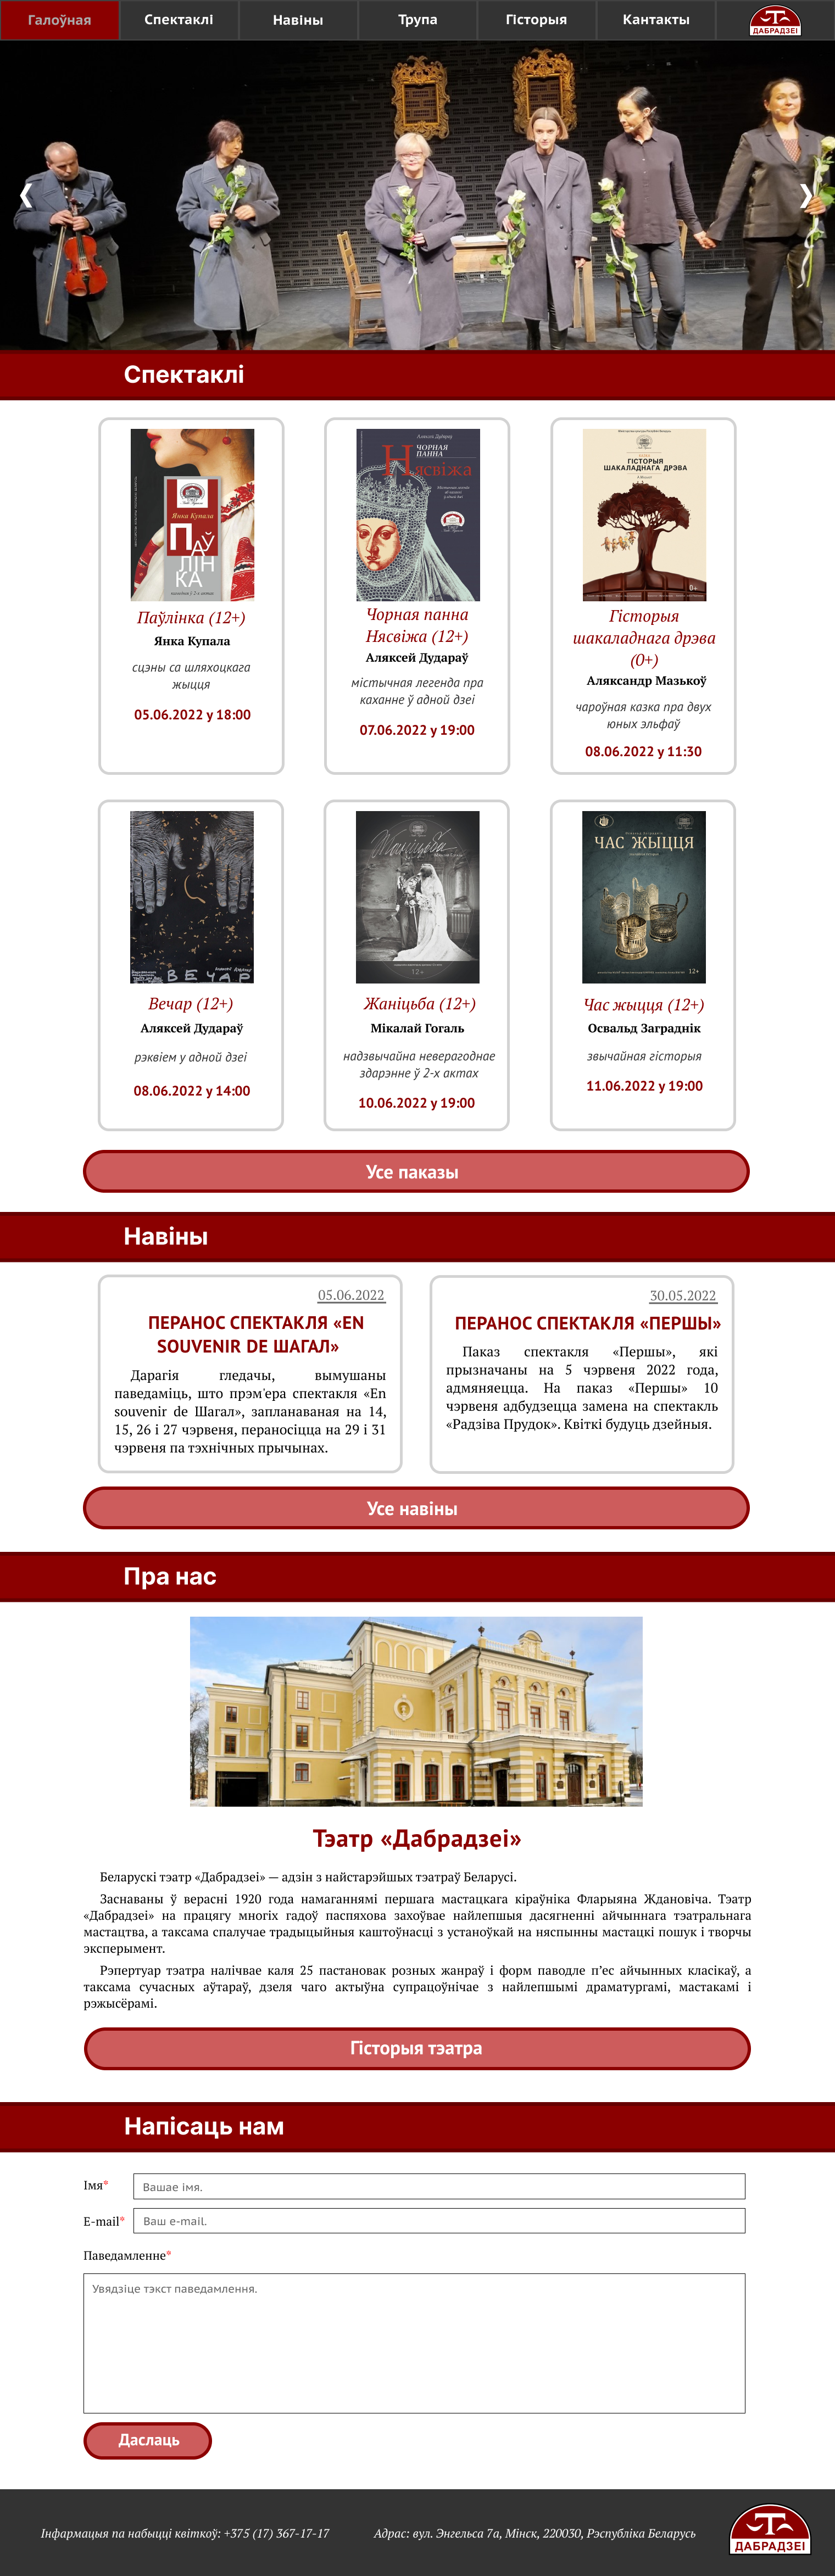 Галоўная
Спектаклі
Навіны
Трупа
Гісторыя
Кантакты
ДАБРАДЗЕІ
Спектаклі
Янка Купала
ПАЎ
ЛІН
КА
Паўлінка (12+)
Янка Купала
сцэны са шляхоцкага
жыцця
05.06.2022 у 18:00
ЧОРНАЯ
ПАННА
Нясвіжа
Чорная панна
Нясвіжа (12+)
Аляксей Дудараў
містычная легенда пра
каханне ў адной дзеі
07.06.2022 у 19:00
ГІСТОРЫЯ
ШАКАЛАДНАГА ДРЭВА
0+
Гісторыя
шакаладнага дрэва
(0+)
Аляксандр Мазькоў
чароўная казка пра двух
юных эльфаў
08.06.2022 у 11:30
ВЕЧАР
Вечар (12+)
Аляксей Дудараў
рэквіем у адной дзеі
08.06.2022 у 14:00
Жаніцьба
12+
Жаніцьба (12+)
Мікалай Гогаль
надзвычайна неверагоднае
здарэнне ў 2-х актах
10.06.2022 у 19:00
ЧАС ЖЫЦЦЯ
12+
Час жыцця (12+)
Освальд Заграднік
звычайная гісторыя
11.06.2022 у 19:00
Усе паказы
Навіны
05.06.2022
ПЕРАНОС СПЕКТАКЛЯ «EN
SOUVENIR DE ШАГАЛ»
Дарагія гледачы, вымушаны
паведаміць, што прэм'ера спектакля «En
souvenir de Шагал», запланаваная на 14,
15, 26 і 27 чэрвеня, пераносіцца на 29 і 31
чэрвеня па тэхнічных прычынах.
30.05.2022
ПЕРАНОС СПЕКТАКЛЯ «ПЕРШЫ»
Паказ спектакля «Першы», які
прызначаны на 5 чэрвеня 2022 года,
адмяняецца. На паказ «Першы» 10
чэрвеня адбудзецца замена на спектакль
«Радзіва Прудок». Квіткі будуць дзейныя.
Усе навіны
Пра нас
Тэатр «Дабрадзеі»
Беларускі тэатр «Дабрадзеі» — адзін з найстарэйшых тэатраў Беларусі.
Заснаваны ў верасні 1920 года намаганнямі першага мастацкага кіраўніка Фларыяна Ждановіча. Тэатр
«Дабрадзеі» на працягу многіх гадоў паспяхова захоўвае найлепшыя дасягненні айчыннага тэатральнага
мастацтва, а таксама спалучае традыцыйныя каштоўнасці з устаноўкай на няспынны мастацкі пошук і творчы
эксперымент.
Рэпертуар тэатра налічвае каля 25 пастановак розных жанраў і форм паводле п’ес айчынных класікаў, а
таксама сучасных аўтараў, дзеля чаго актыўна супрацоўнічае з найлепшымі драматургамі, мастакамі і
рэжысёрамі.
Гісторыя тэатра
Напісаць нам
Імя*
Вашае імя.
E-mail*
Ваш e-mail.
Паведамленне*
Увядзіце тэкст паведамлення.
Даслаць
Інфармацыя па набыцці квіткоў: +375 (17) 367-17-17
Адрас: вул. Энгельса 7а, Мінск, 220030, Рэспубліка Беларусь
ДАБРАДЗЕІ